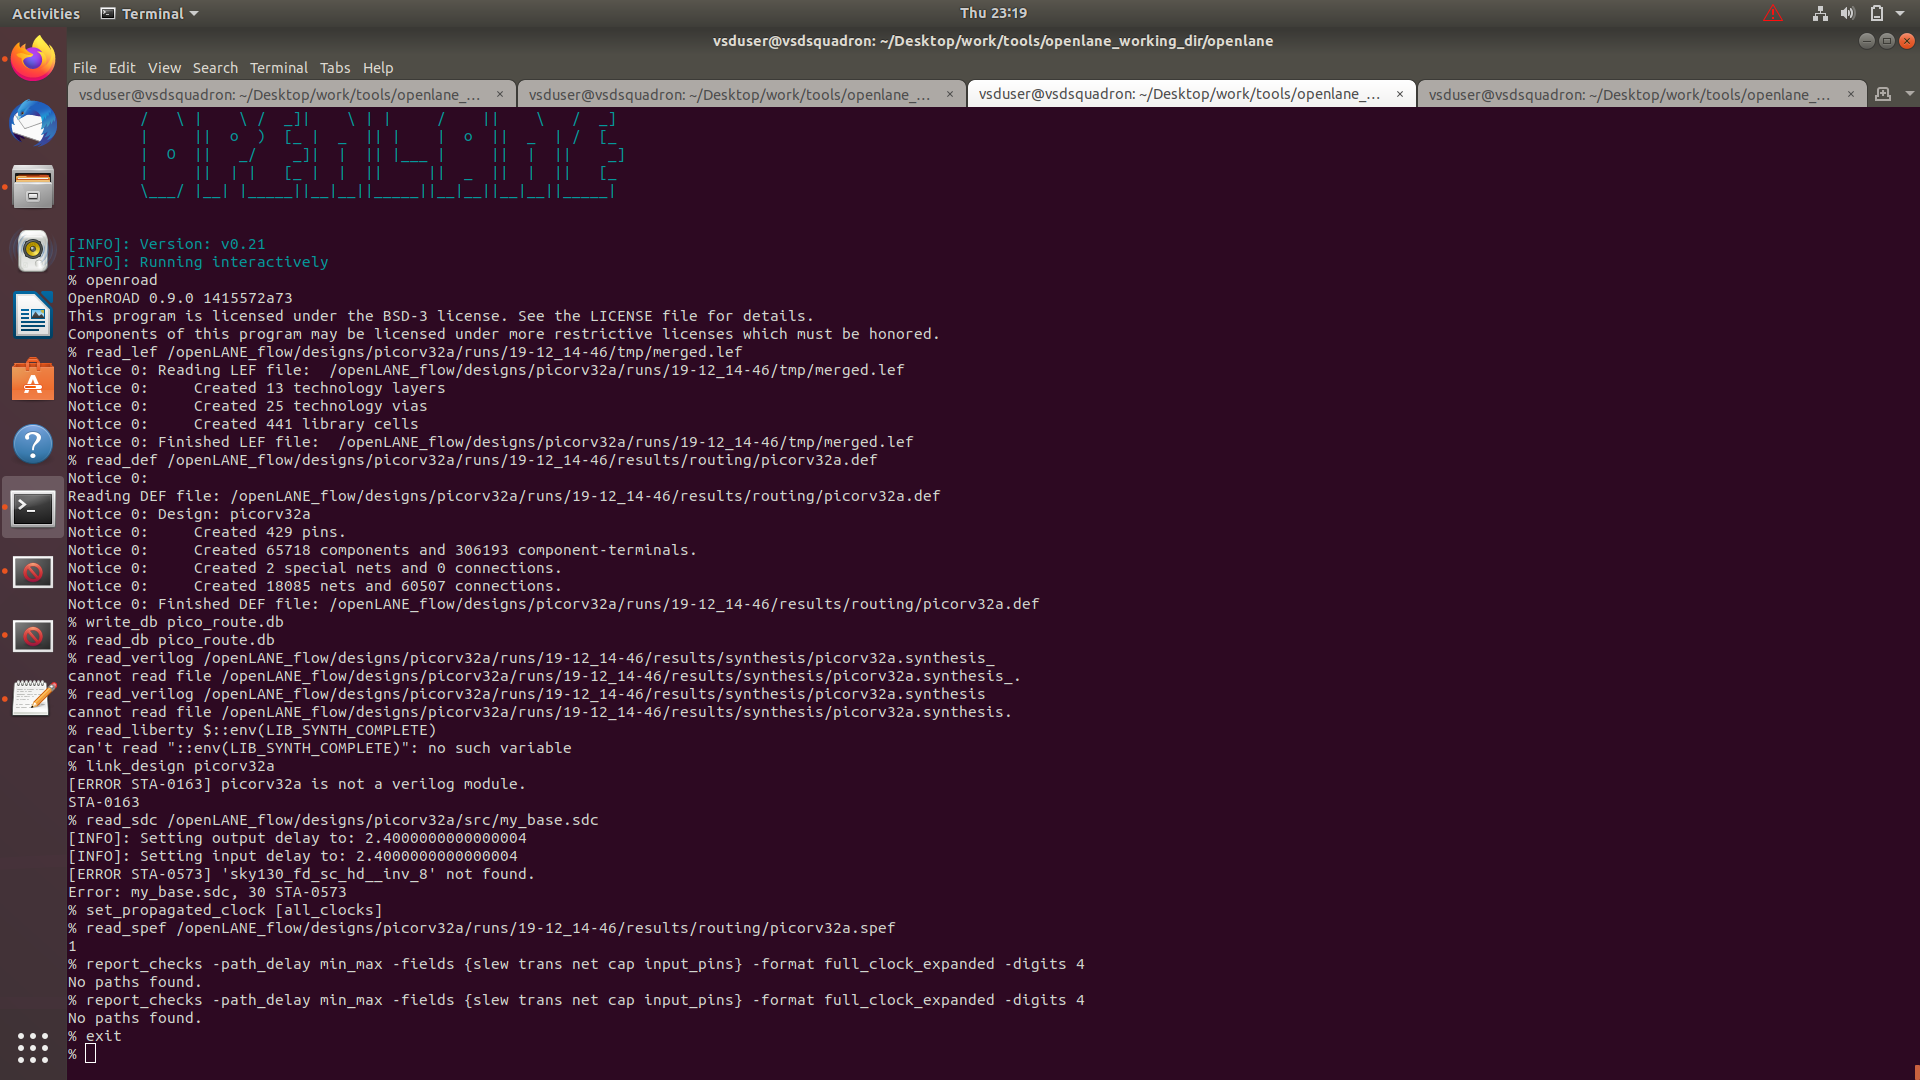 Activities
Terminal
Thu 23:19
vsduser@vsdsquadron: ~/Desktop/work/tools/openlane_working_dir/openlane
File Edit View Search Terminal Tabs Help
vsduser@vsdsquadron: ~/Desktop/work/tools/openlane_... × vsduser@vsdsquadron: ~/Desktop/work/tools/openlane_... × vsduser@vsdsquadron: ~/Desktop/work/tools/openlane_... × vsduser@vsdsquadron: ~/Desktop/work/tools/openlane_... ×
OPENLANE
[INFO]: Version: v0.21
[INFO]: Running interactively
% openroad
OpenROAD 0.9.0 1415572a73
This program is licensed under the BSD-3 license. See the LICENSE file for details.
Components of this program may be licensed under more restrictive licenses which must be honored.
% read_lef /openLANE_flow/designs/picorv32a/runs/19-12_14-46/tmp/merged.lef
Notice 0: Reading LEF file:  /openLANE_flow/designs/picorv32a/runs/19-12_14-46/tmp/merged.lef
Notice 0:     Created 13 technology layers
Notice 0:     Created 25 technology vias
Notice 0:     Created 441 library cells
Notice 0: Finished LEF file:  /openLANE_flow/designs/picorv32a/runs/19-12_14-46/tmp/merged.lef
% read_def /openLANE_flow/designs/picorv32a/runs/19-12_14-46/results/routing/picorv32a.def
Notice 0:
Reading DEF file: /openLANE_flow/designs/picorv32a/runs/19-12_14-46/results/routing/picorv32a.def
Notice 0: Design: picorv32a
Notice 0:     Created 429 pins.
Notice 0:     Created 65718 components and 306193 component-terminals.
Notice 0:     Created 2 special nets and 0 connections.
Notice 0:     Created 18085 nets and 60507 connections.
Notice 0: Finished DEF file: /openLANE_flow/designs/picorv32a/runs/19-12_14-46/results/routing/picorv32a.def
% write_db pico_route.db
% read_db pico_route.db
% read_verilog /openLANE_flow/designs/picorv32a/runs/19-12_14-46/results/synthesis/picorv32a.synthesis_
cannot read file /openLANE_flow/designs/picorv32a/runs/19-12_14-46/results/synthesis/picorv32a.synthesis_.
% read_verilog /openLANE_flow/designs/picorv32a/runs/19-12_14-46/results/synthesis/picorv32a.synthesis
cannot read file /openLANE_flow/designs/picorv32a/runs/19-12_14-46/results/synthesis/picorv32a.synthesis.
% read_liberty $::env(LIB_SYNTH_COMPLETE)
can't read "::env(LIB_SYNTH_COMPLETE)": no such variable
% link_design picorv32a
[ERROR STA-0163] picorv32a is not a verilog module.
STA-0163
% read_sdc /openLANE_flow/designs/picorv32a/src/my_base.sdc
[INFO]: Setting output delay to: 2.4000000000000004
[INFO]: Setting input delay to: 2.4000000000000004
[ERROR STA-0573] 'sky130_fd_sc_hd__inv_8' not found.
Error: my_base.sdc, 30 STA-0573
% set_propagated_clock [all_clocks]
% read_spef /openLANE_flow/designs/picorv32a/runs/19-12_14-46/results/routing/picorv32a.spef
1
% report_checks -path_delay min_max -fields {slew trans net cap input_pins} -format full_clock_expanded -digits 4
No paths found.
% report_checks -path_delay min_max -fields {slew trans net cap input_pins} -format full_clock_expanded -digits 4
No paths found.
% exit
%